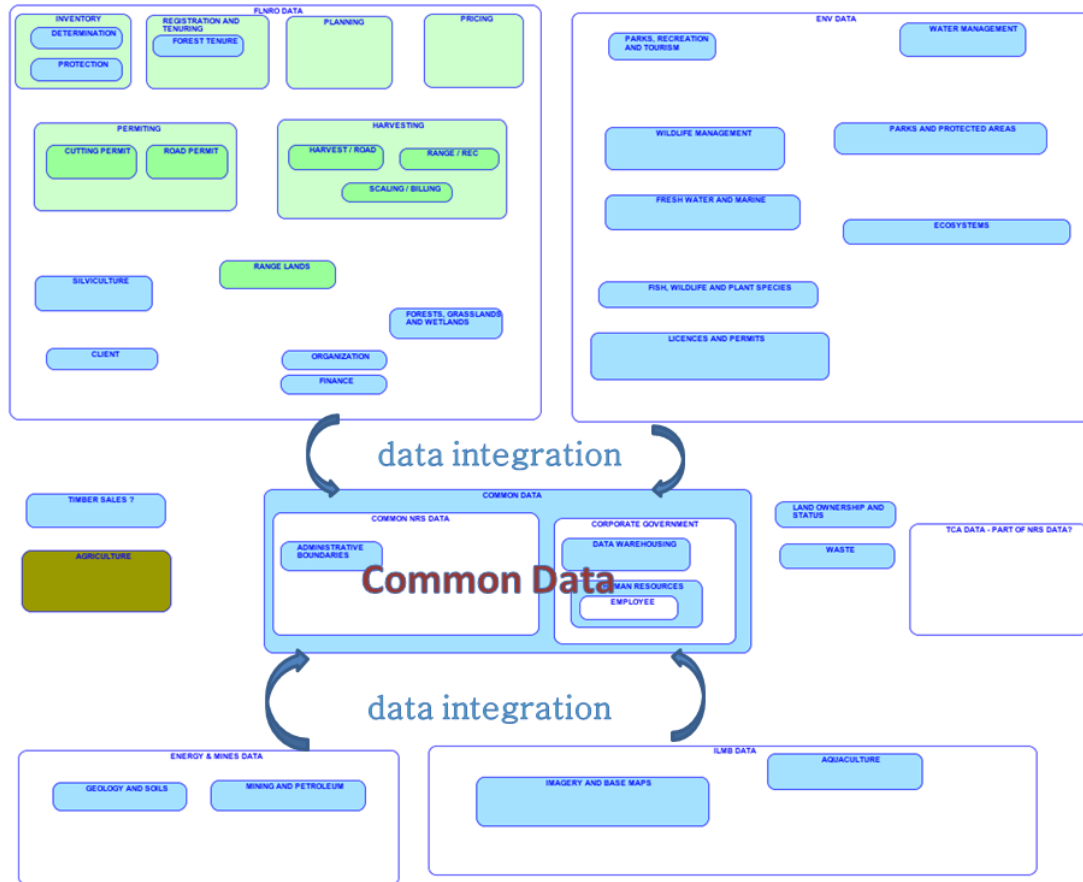 FLNRO DATA
INVENTORY
DETERMINATION
PROTECTION
REGISTRATION AND
TENURING
FOREST TENURE
PLANNING
PRICING
PERMITING
CUTTING PERMIT
ROAD PERMIT
HARVESTING
HARVEST / ROAD
RANGE / REC
SCALING / BILLING
SILVICULTURE
RANGE LANDS
FORESTS, GRASSLANDS
AND WETLANDS
CLIENT
ORGANIZATION
FINANCE
ENV DATA
PARKS, RECREATION
AND TOURISM
WATER MANAGEMENT
WILDLIFE MANAGEMENT
PARKS AND PROTECTED AREAS
FRESH WATER AND MARINE
ECOSYSTEMS
FISH, WILDLIFE AND PLANT SPECIES
LICENCES AND PERMITS
data integration
TIMBER SALES ?
AGRICULTURE
COMMON DATA
COMMON NRS DATA
ADMINISTRATIVE
BOUNDARIES
CORPORATE GOVERNMENT
DATA WAREHOUSING
HUMAN RESOURCES
EMPLOYEE
Common Data
LAND OWNERSHIP AND
STATUS
WASTE
TCA DATA - PART OF NRS DATA?
data integration
ENERGY & MINES DATA
GEOLOGY AND SOILS
MINING AND PETROLEUM
ILMB DATA
IMAGERY AND BASE MAPS
AQUACULTURE